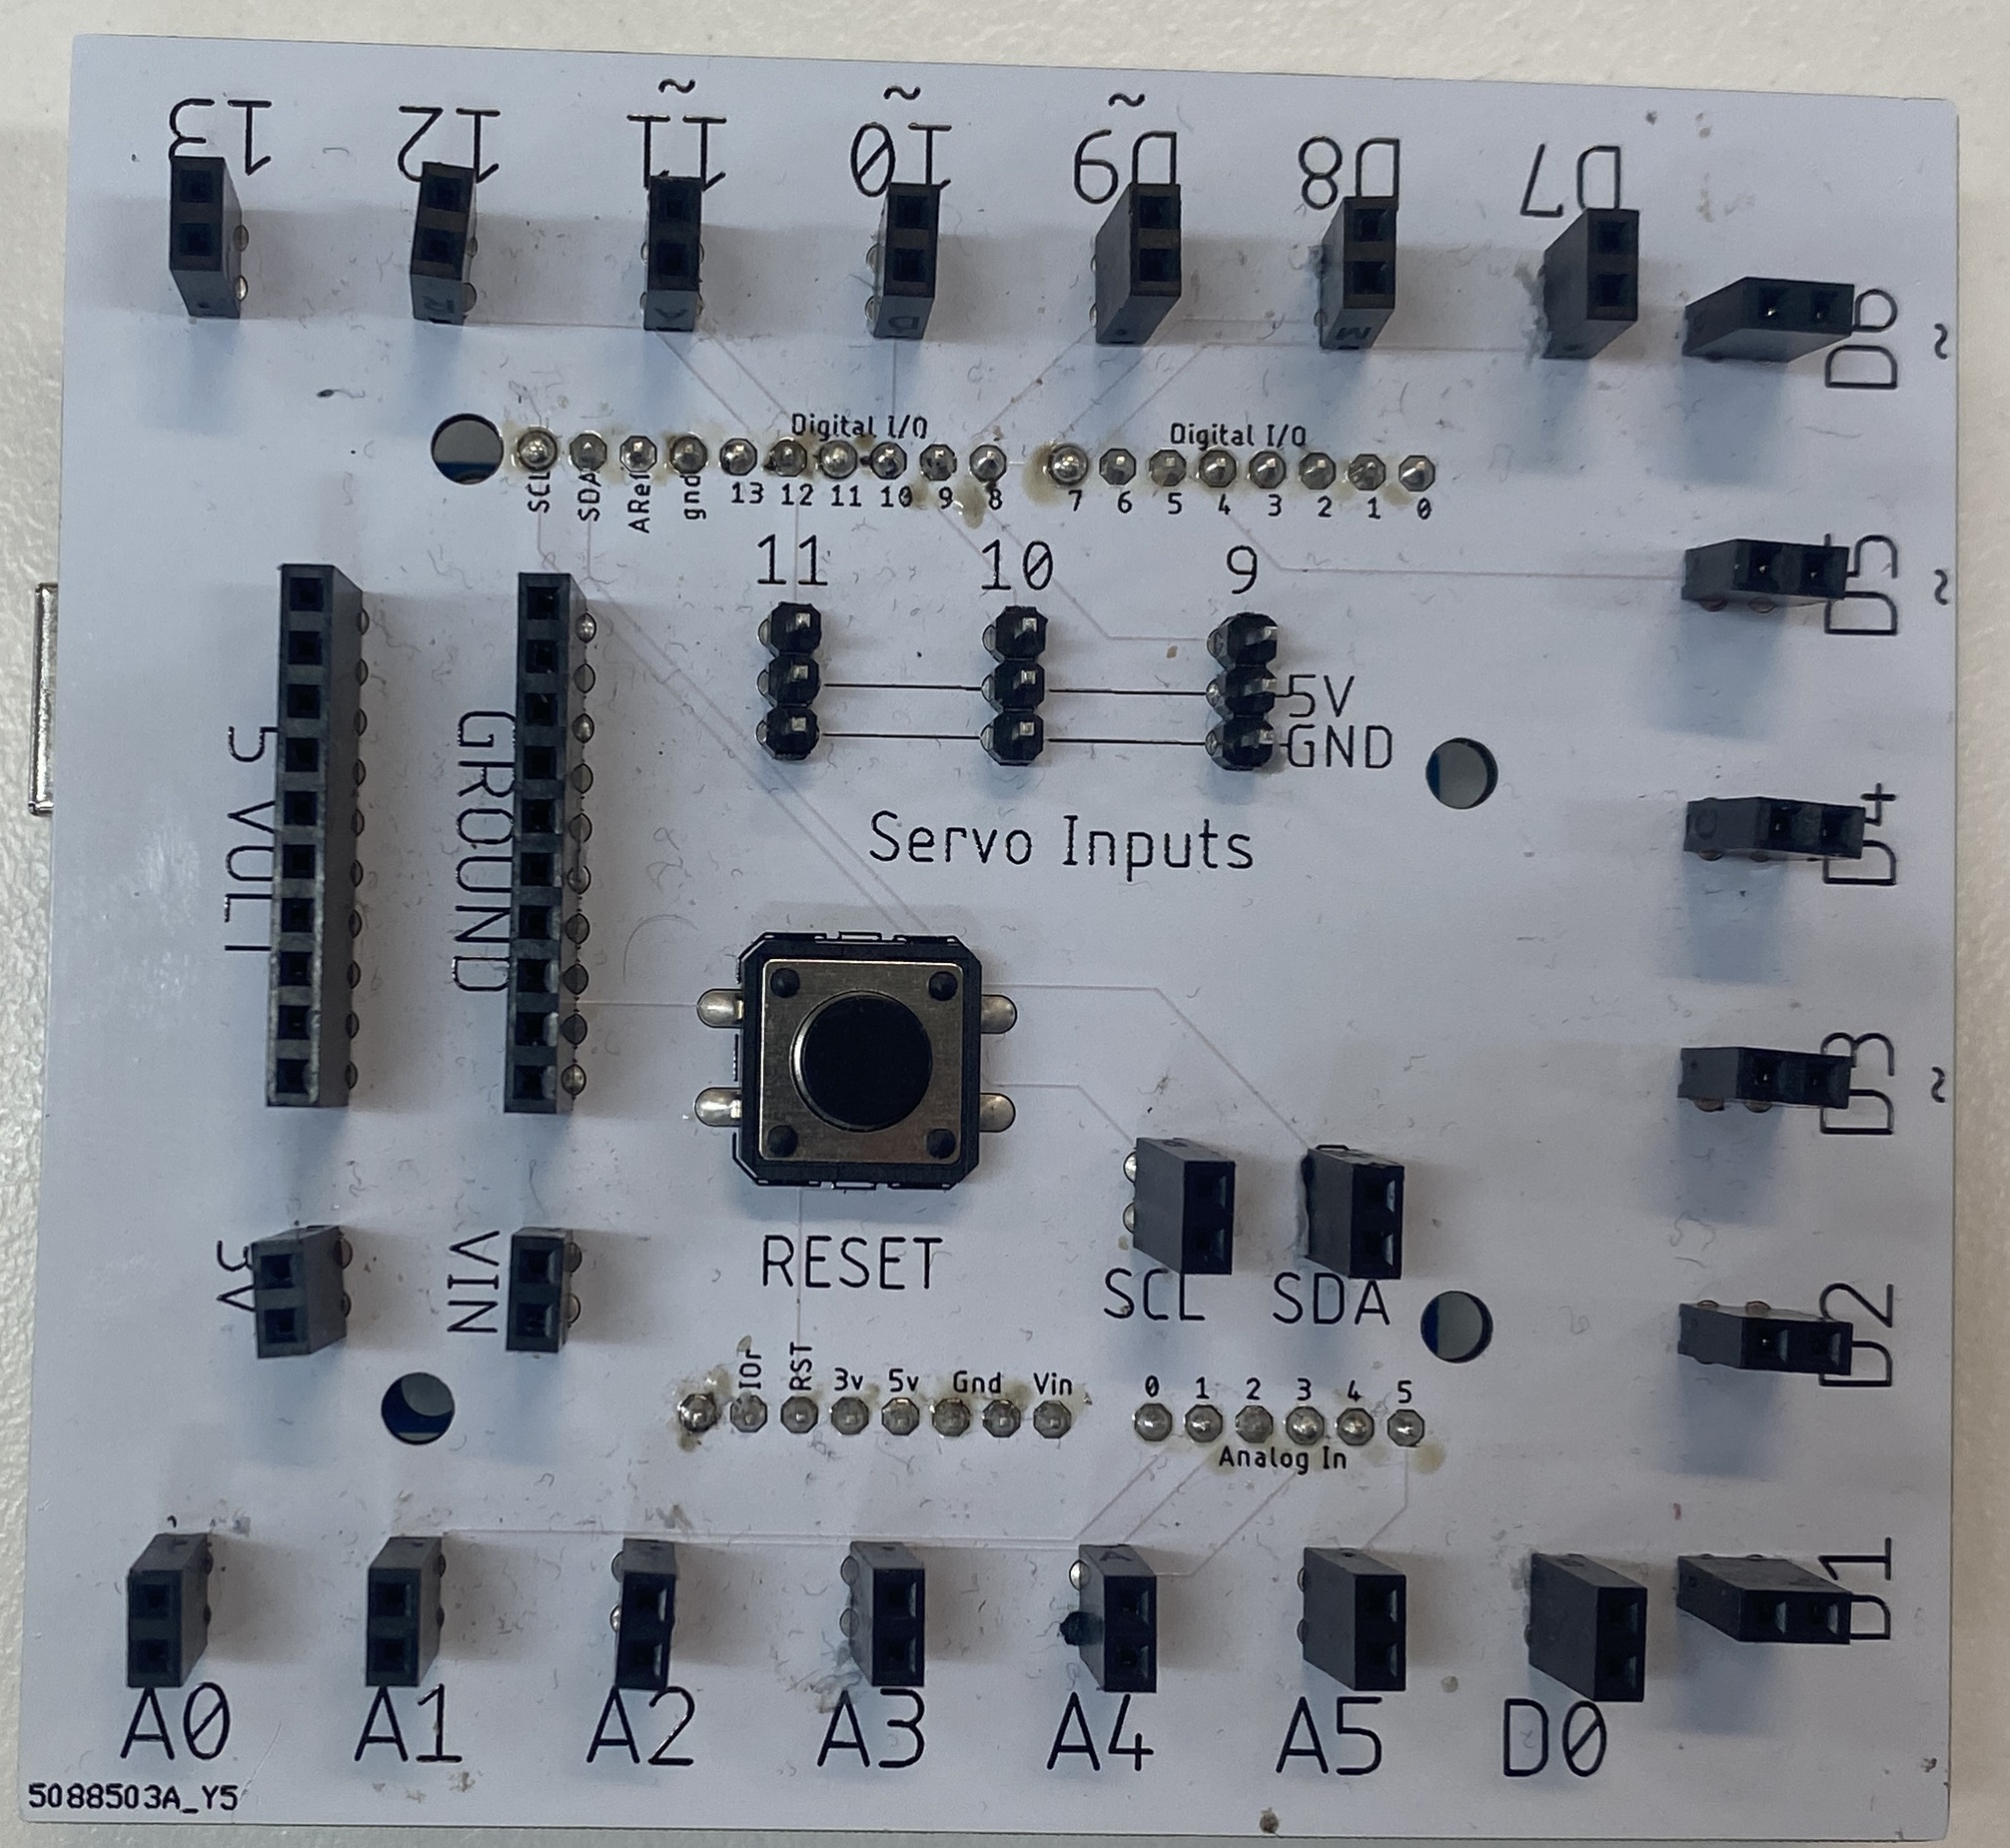 ~ ~ ~
13 12 11 10 D9 D8 D7
D6 ~
Digital I/O Digital I/O
SCL SDA ARef gnd 13 12 11 10 9 8 7 6 5 4 3 2 1 0
11 10 9
D5 ~
5V
GND
5 VOLT
GROUND
Servo Inputs
D4
D3 ~
3V
VIN
RESET
SCL SDA
D2
IOr RST 3v 5v Gnd Vin 0 1 2 3 4 5
Analog In
D1
A0 A1 A2 A3 A4 A5 D0
5088503A_Y5